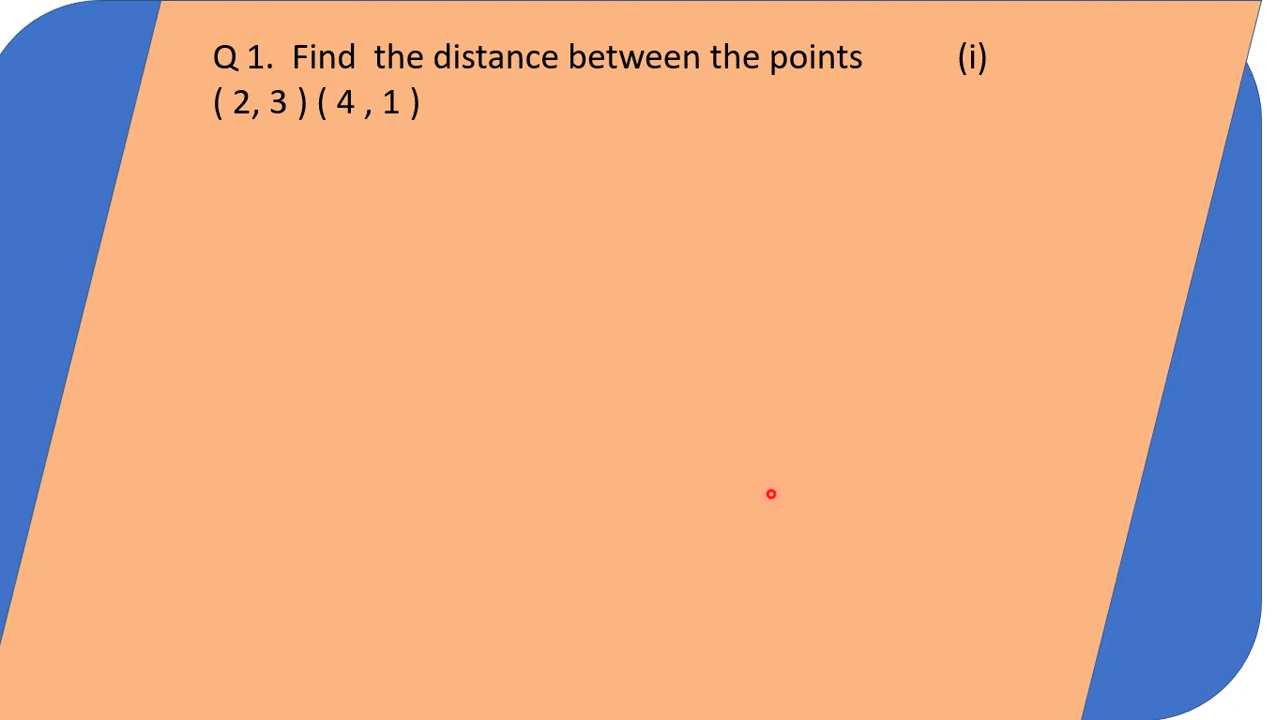 Q 1. Find the distance between the points (i)
( 2, 3 ) ( 4 , 1 )